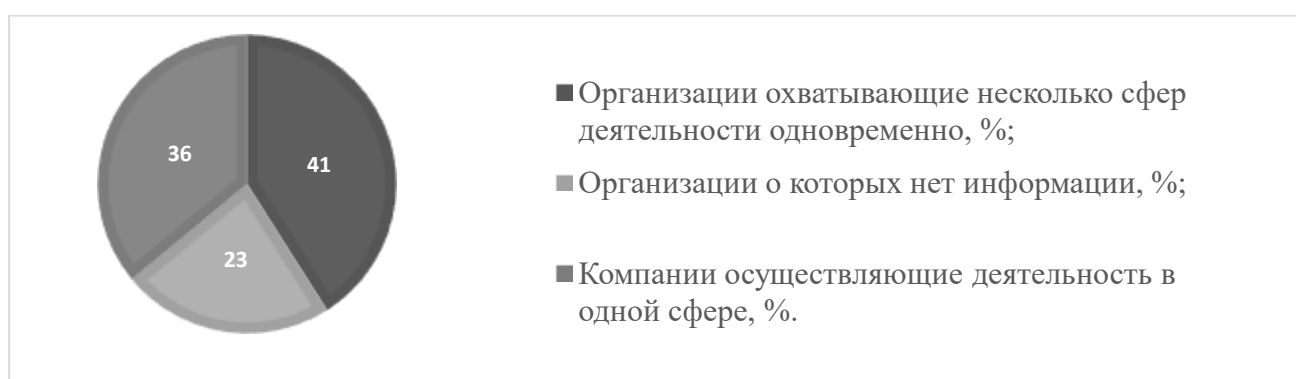 36
41
23
Организации охватывающие несколько сфер
деятельности одновременно, %;
Организации о которых нет информации, %;
Компании осуществляющие деятельность в
одной сфере, %.